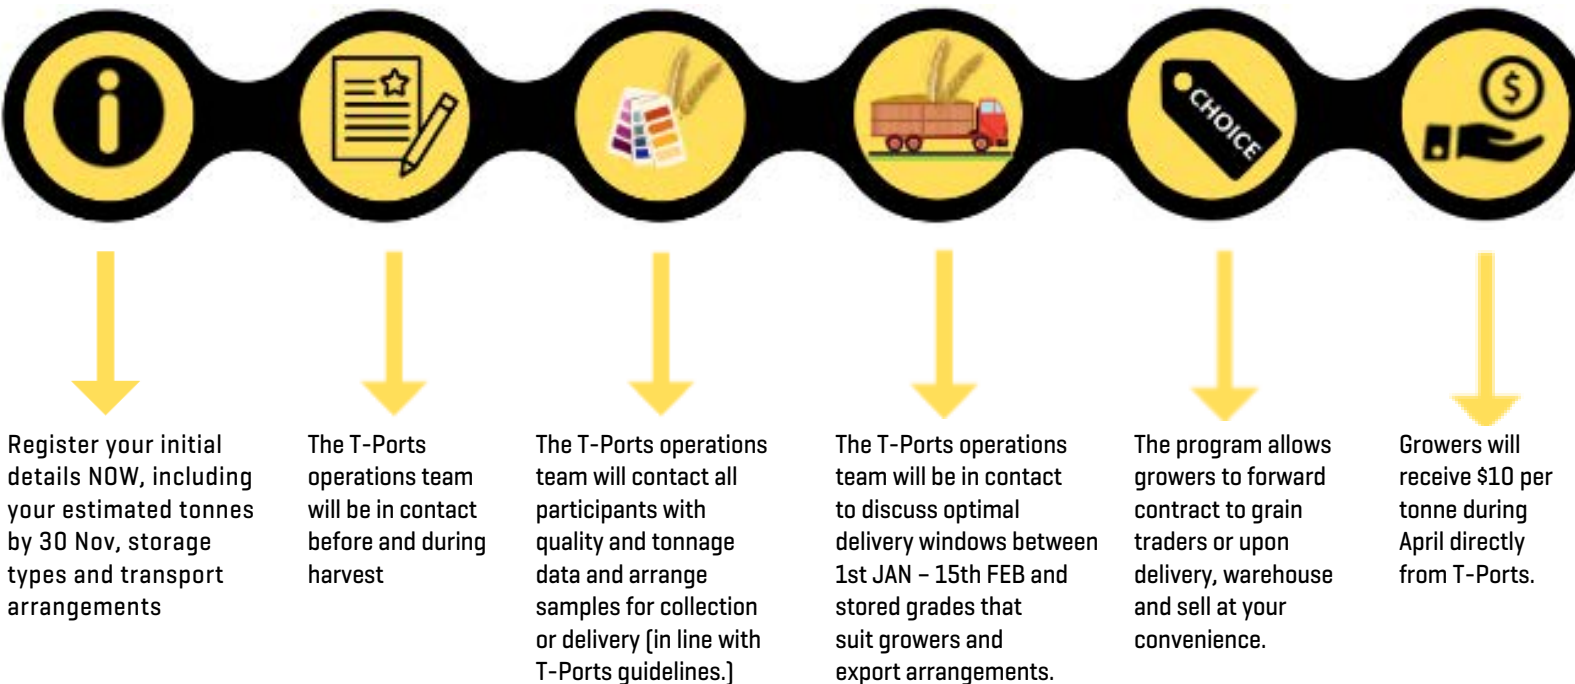 i
CHOICE
$
Register your initial
details NOW, including
your estimated tonnes
by 30 Nov, storage
types and transport
arrangements
The T-Ports
operations team
will be in contact
before and during
harvest
The T-Ports operations
team will contact all
participants with
quality and tonnage
data and arrange
samples for collection
or delivery (in line with
T-Ports guidelines.)
The T-Ports operations
team will be in contact
to discuss optimal
delivery windows between
1st JAN – 15th FEB and
stored grades that
suit growers and
export arrangements.
The program allows
growers to forward
contract to grain
traders or upon
delivery, warehouse
and sell at your
convenience.
Growers will
receive $10 per
tonne during
April directly
from T-Ports.